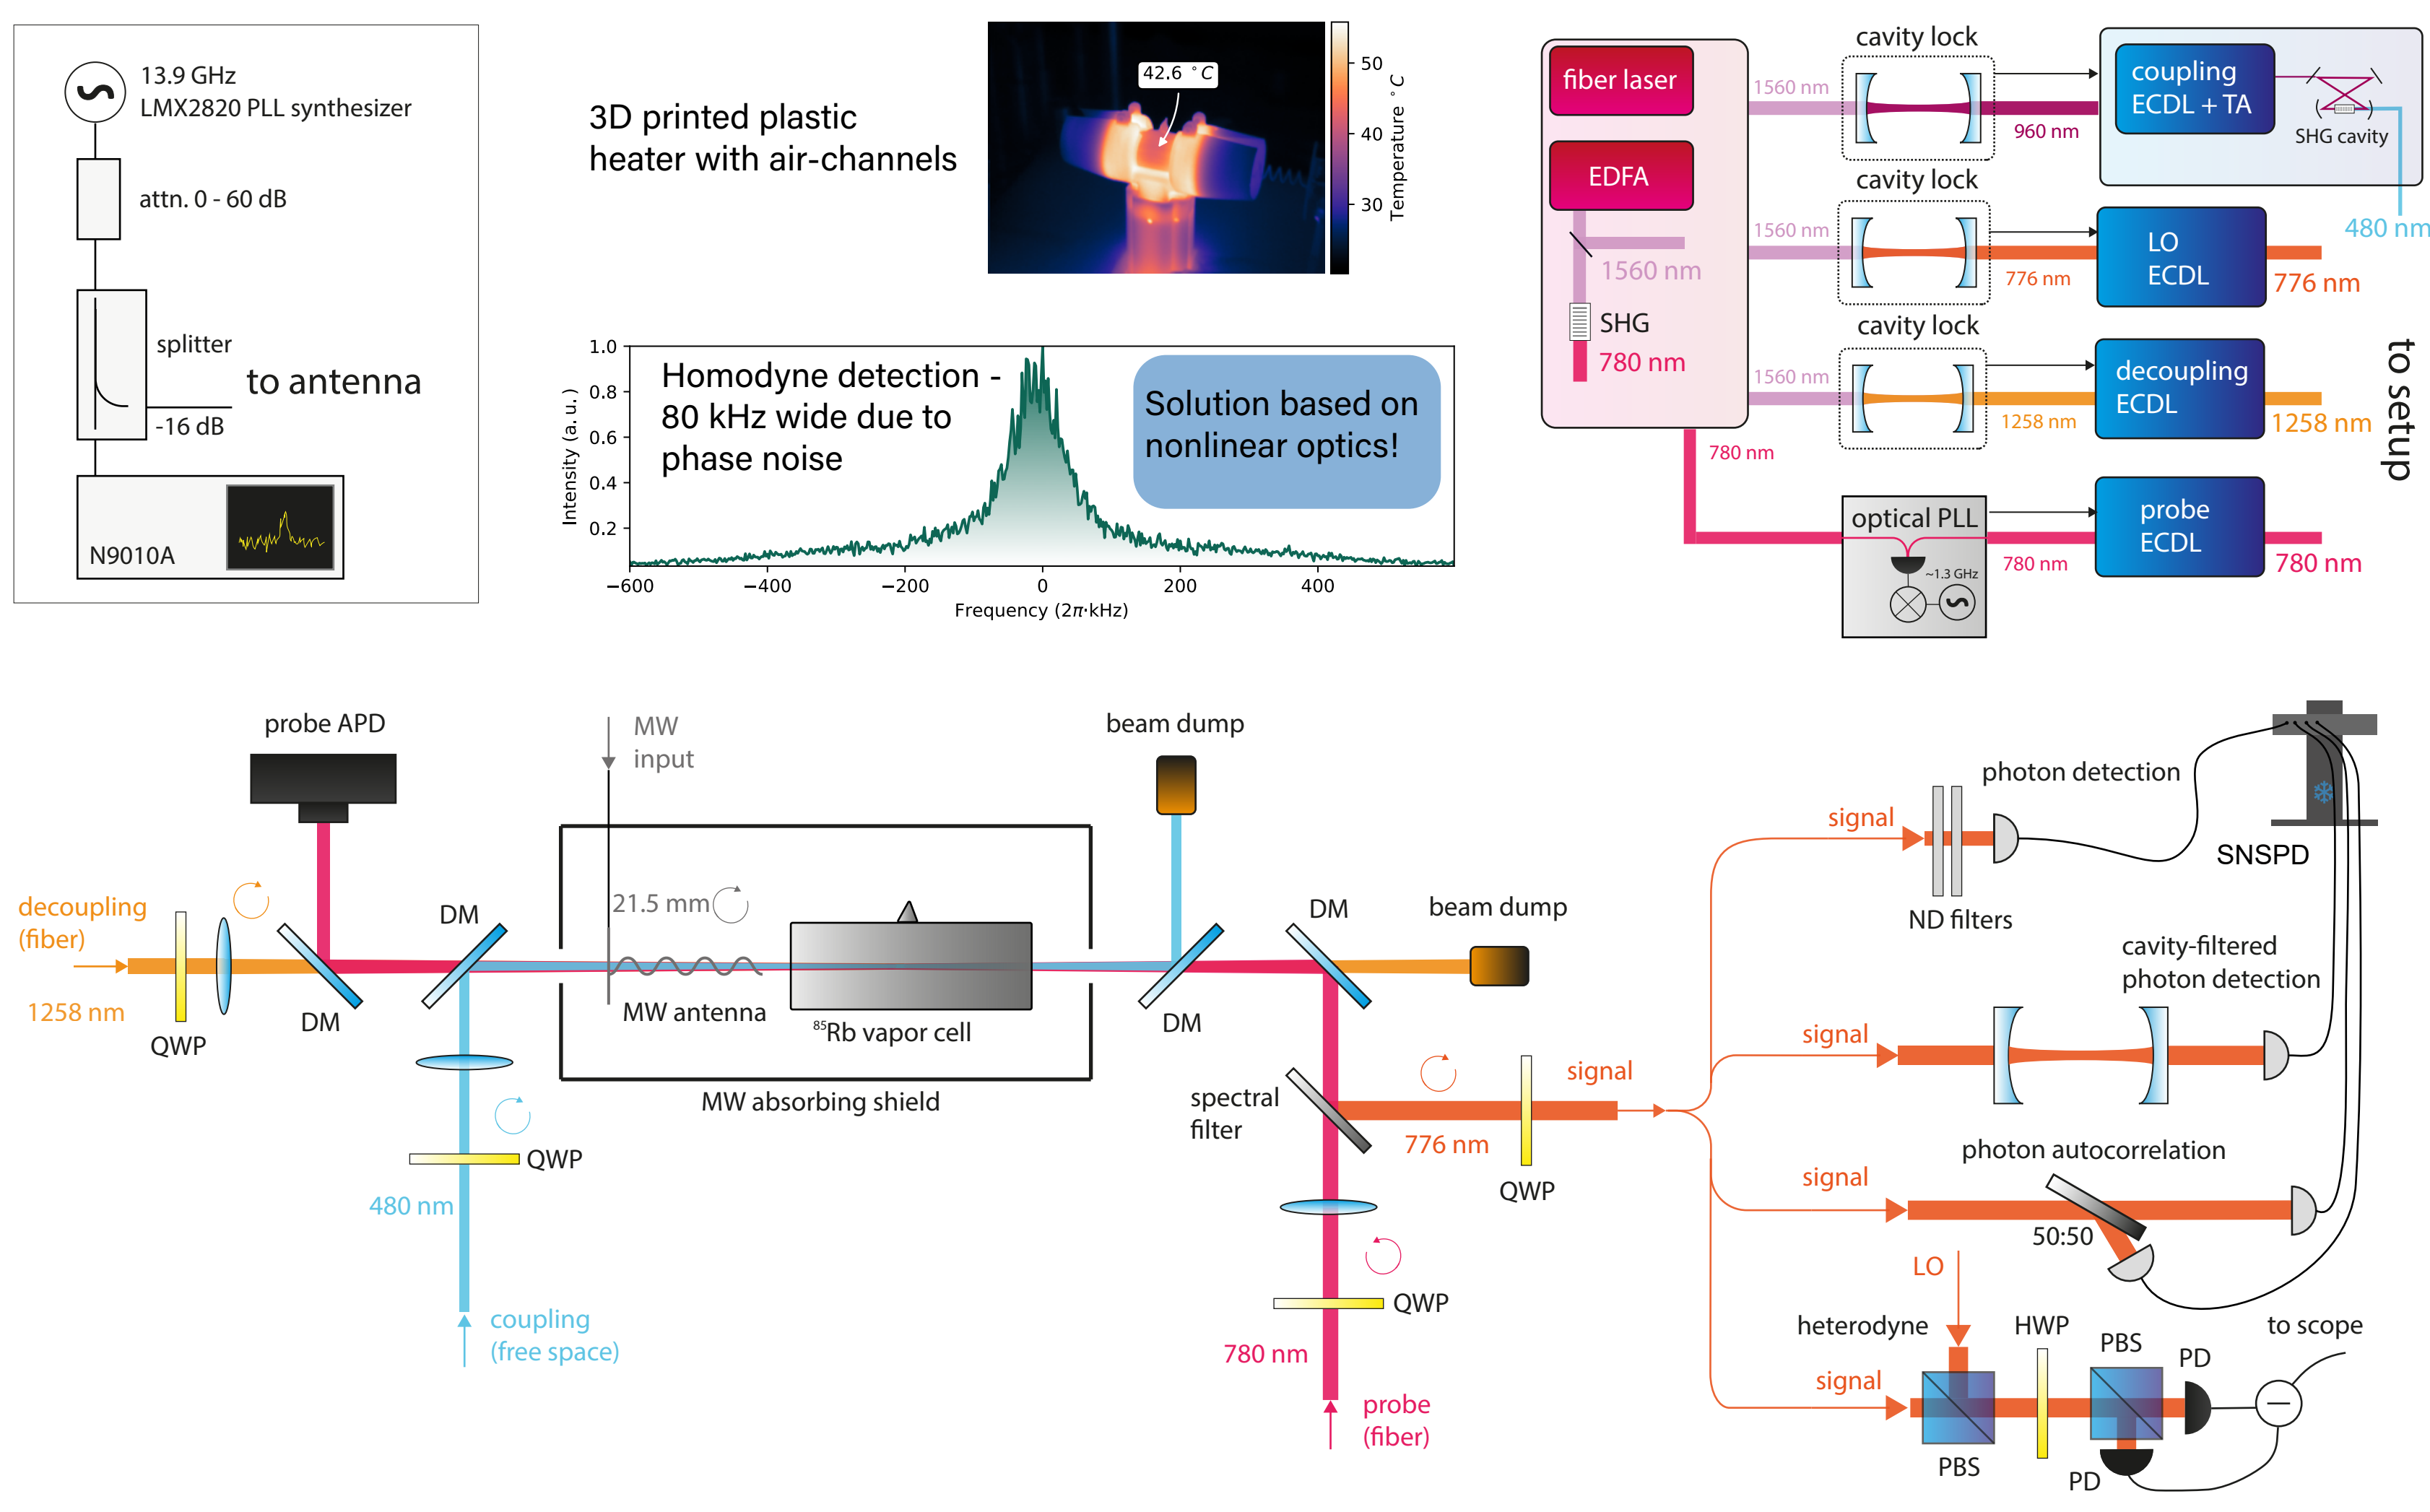 13.9 GHz
LMX2820 PLL synthesizer
attn. 0 - 60 dB
splitter
to antenna
-16 dB
N9010A
3D printed plastic
heater with air-channels
42.6 °C
50
40
30
Temperature °C
Homodyne detection -
80 kHz wide due to
phase noise
Solution based on
nonlinear optics!
1.0
0.8
0.6
0.4
0.2
Intensity (a. u.)
−600
−400
−200
0
200
400
Frequency (2π·kHz)
fiber laser
EDFA
1560 nm
SHG
780 nm
1560 nm
cavity lock
960 nm
coupling
ECDL + TA
SHG cavity
480 nm
1560 nm
cavity lock
776 nm
LO
ECDL
776 nm
1560 nm
cavity lock
1258 nm
decoupling
ECDL
1258 nm
780 nm
optical PLL
~1.3 GHz
780 nm
probe
ECDL
780 nm
to setup
probe APD
decoupling
(fiber)
1258 nm
QWP
DM
DM
MW
input
21.5 mm
MW antenna
85Rb vapor cell
MW absorbing shield
QWP
480 nm
coupling
(free space)
beam dump
DM
DM
beam dump
spectral
filter
776 nm
QWP
signal
QWP
780 nm
probe
(fiber)
signal
photon detection
ND filters
SNSPD
cavity-filtered
photon detection
signal
photon autocorrelation
signal
50:50
LO
heterodyne
signal
PBS
HWP
PBS
PD
PD
to scope